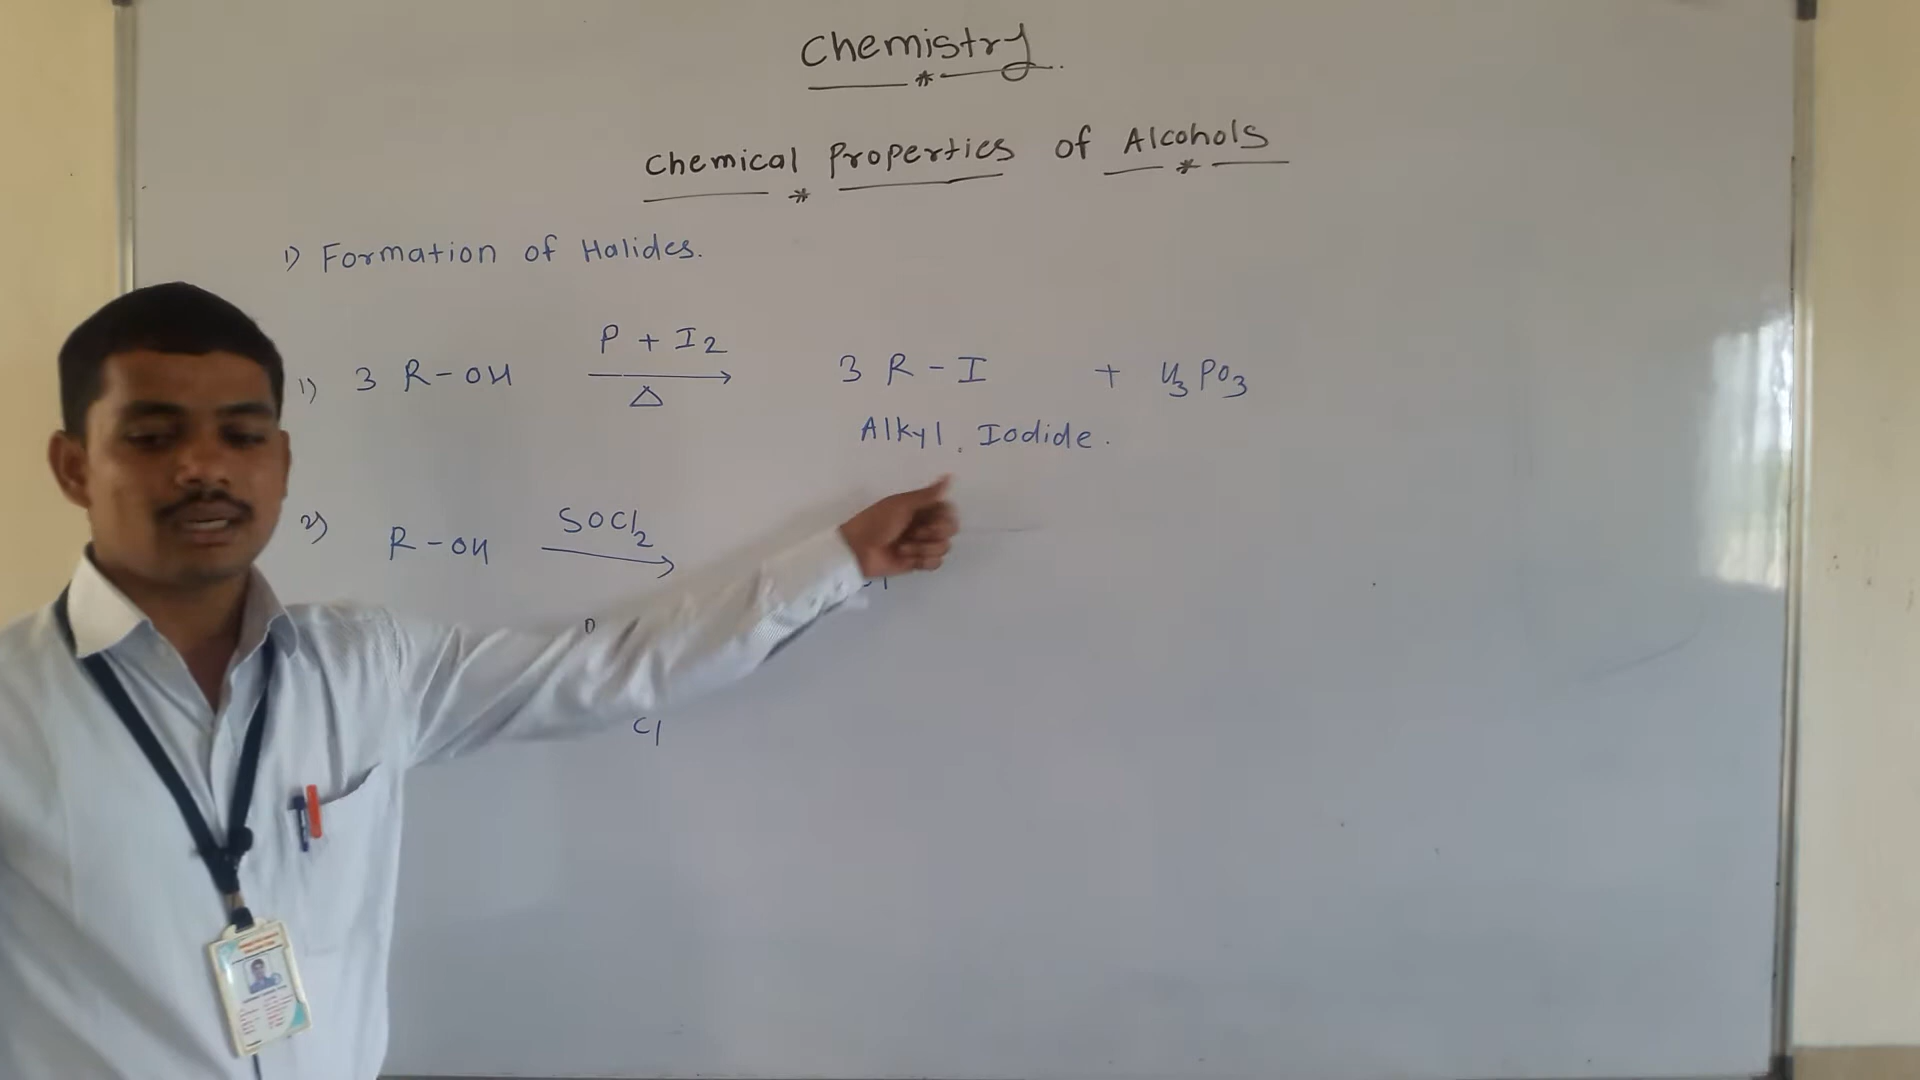 Chemistry
Chemical Properties of Alcohols
1) Formation of Halides.
1) 3 R-OH P + I2 → Δ 3 R-I + H3PO3
Alkyl Iodide.
2) R-OH SOCl2 →
Cl